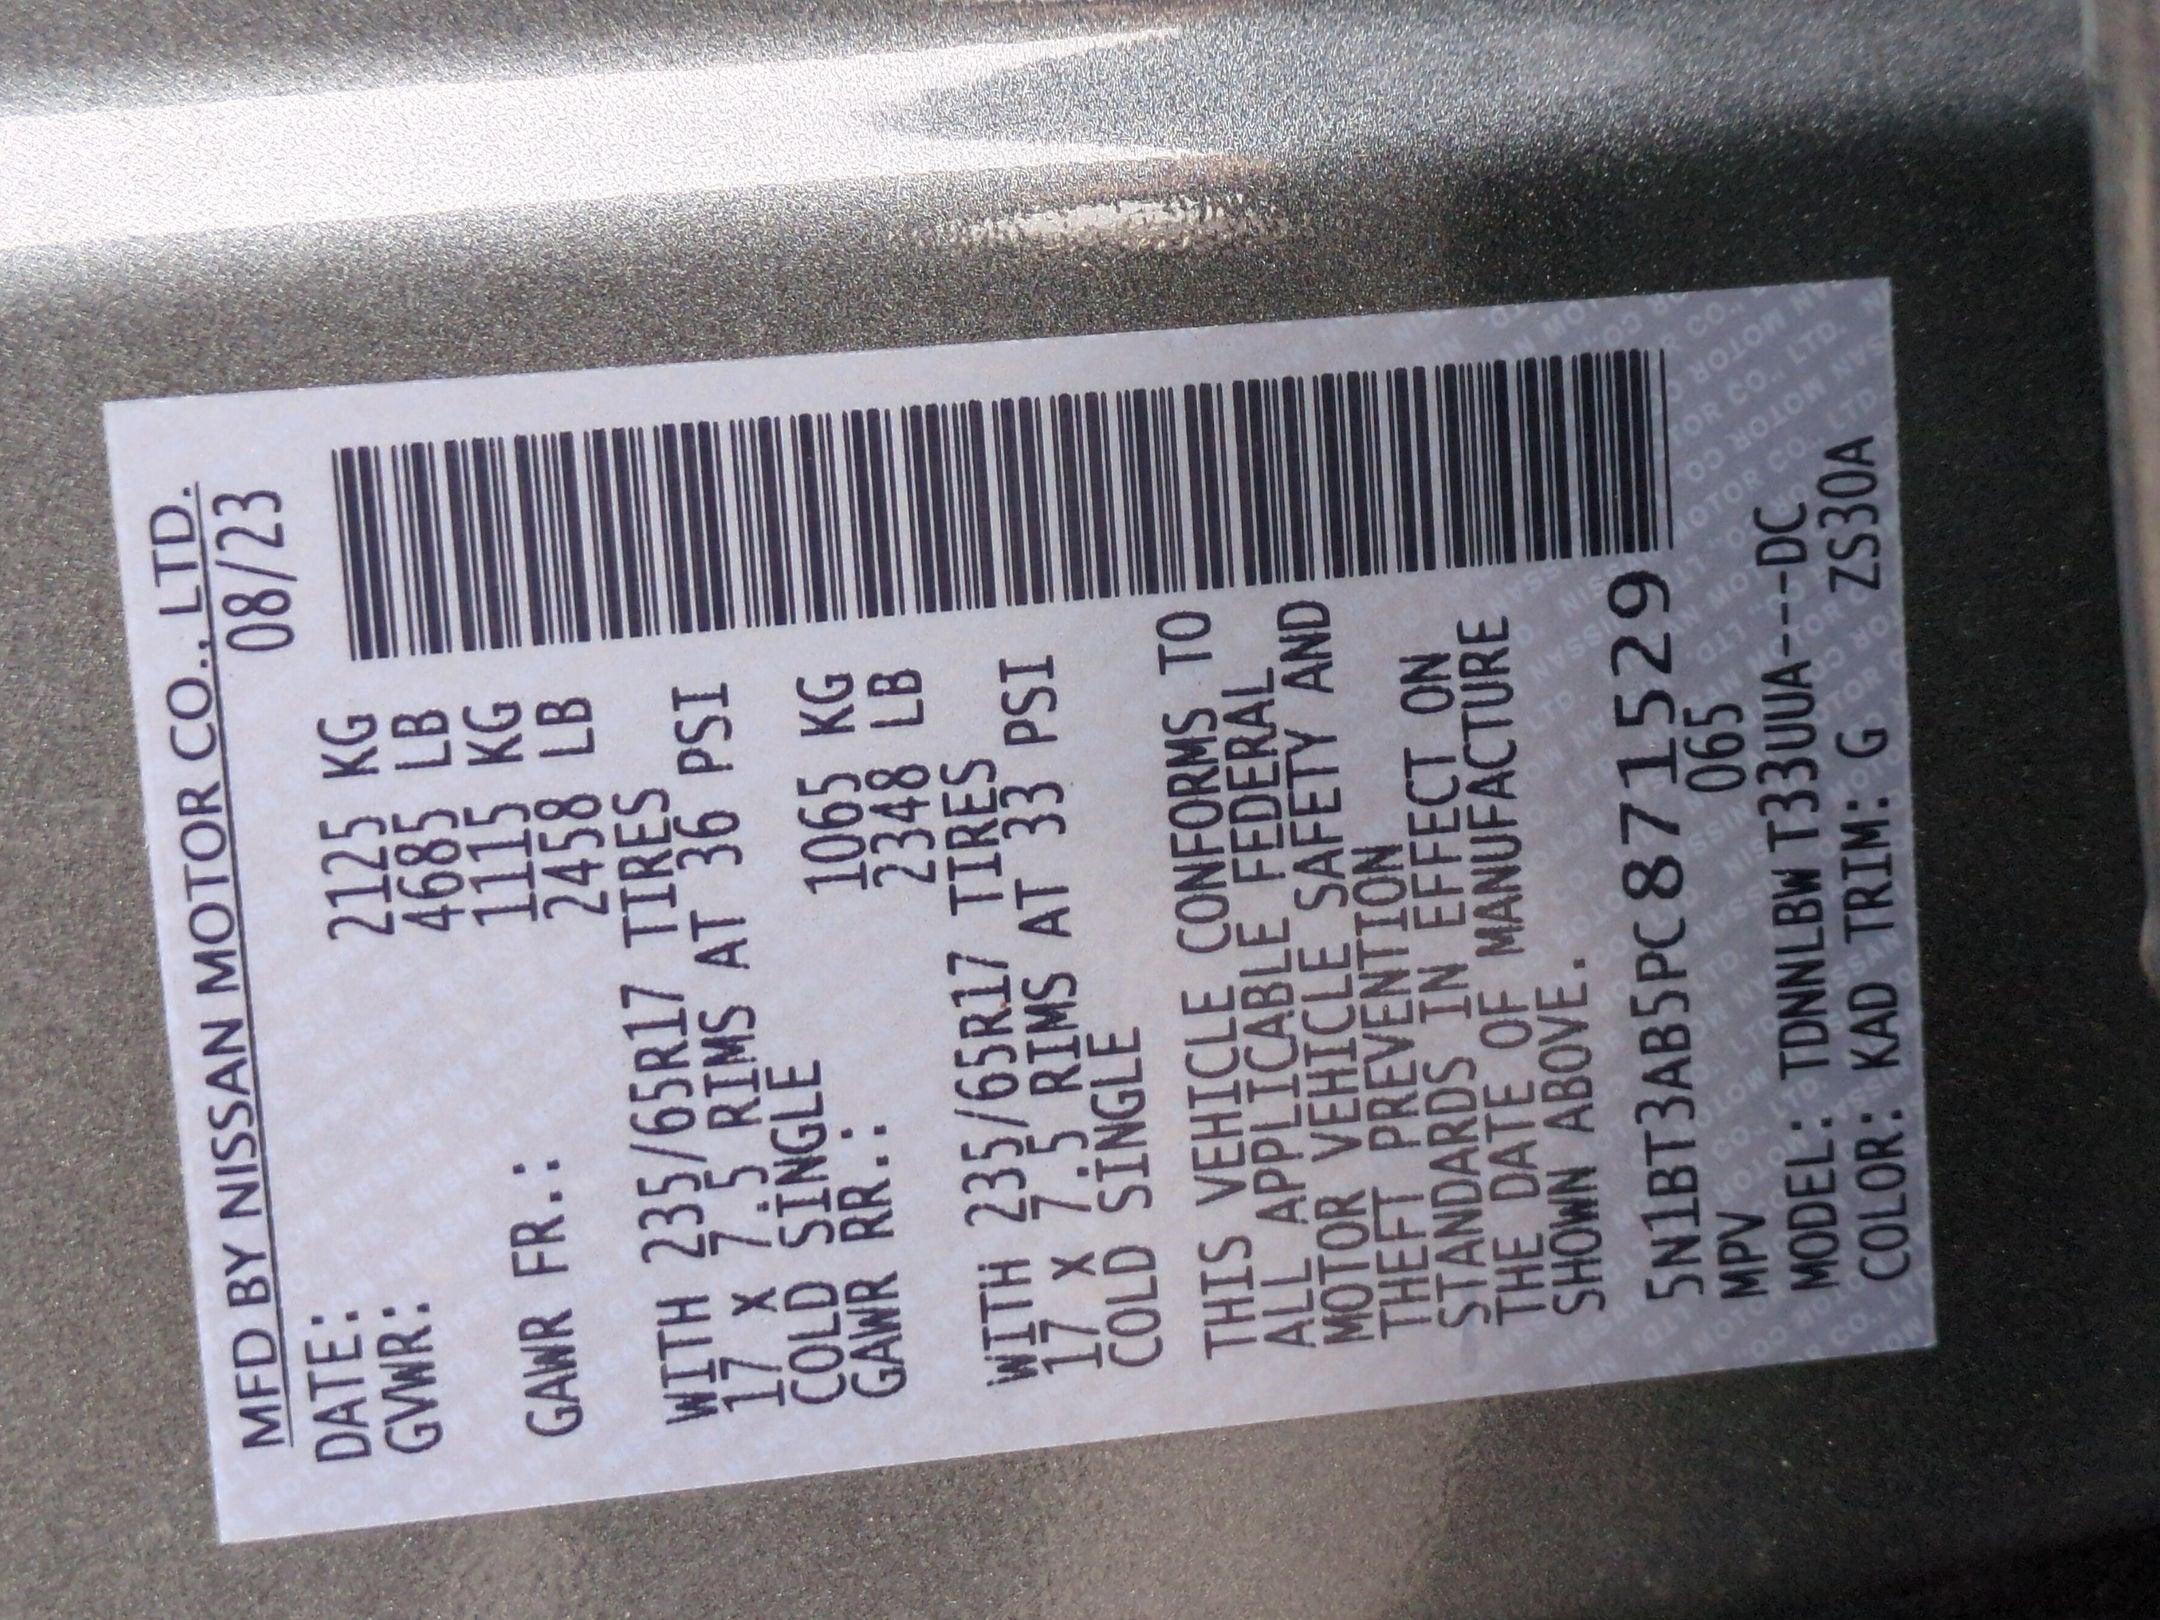 MFD BY NISSAN MOTOR CO., LTD.
DATE: 08/23
GVWR: 2125 KG
4685 LB
GAWR FR.: 1115 KG
2458 LB
WITH 235/65R17 TIRES
17 X 7.5 RIMS AT 36 PSI
COLD SINGLE
GAWR RR.: 1065 KG
2348 LB
WITH 235/65R17 TIRES
17 X 7.5 RIMS AT 33 PSI
COLD SINGLE
THIS VEHICLE CONFORMS TO
ALL APPLICABLE FEDERAL
MOTOR VEHICLE SAFETY AND
THEFT PREVENTION
STANDARDS IN EFFECT ON
THE DATE OF MANUFACTURE
SHOWN ABOVE.
5N1BT3AB5PC871529
MPV 065
MODEL: TDNNLBW T33UUA---DC
COLOR: KAD TRIM: G ZS30A